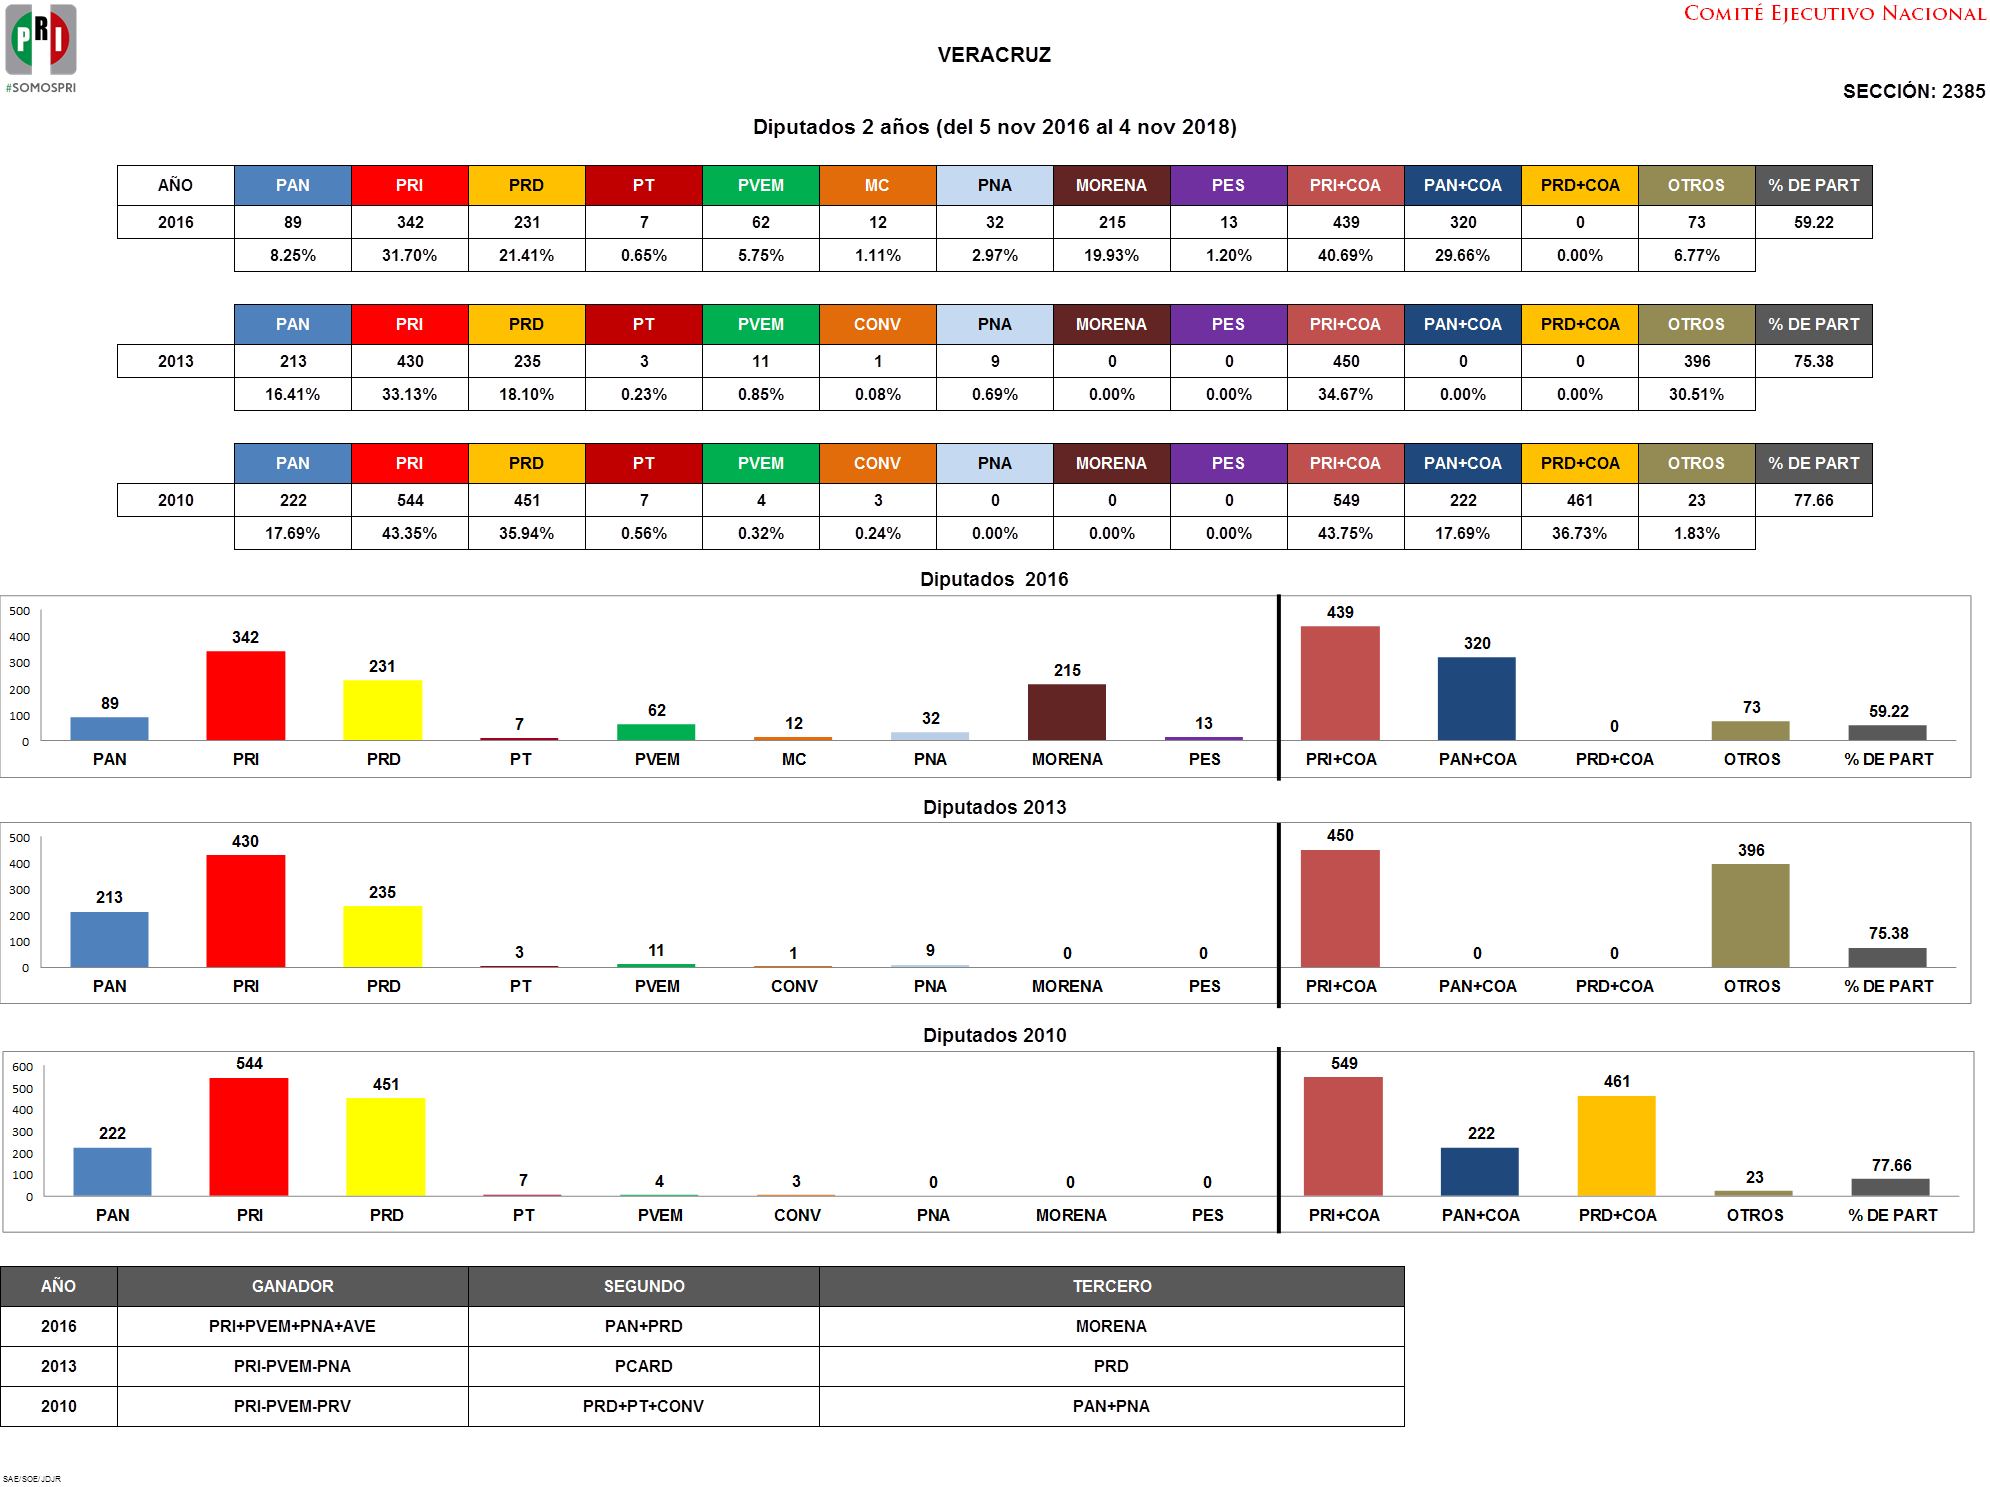 PRI
#SOMOSPRI
COMITÉ EJECUTIVO NACIONAL
VERACRUZ
SECCIÓN: 2385
Diputados 2 años (del 5 nov 2016 al 4 nov 2018)
AÑO PAN PRI PRD PT PVEM MC PNA MORENA PES PRI+COA PAN+COA PRD+COA OTROS % DE PART
2016 89 342 231 7 62 12 32 215 13 439 320 0 73 59.22
8.25% 31.70% 21.41% 0.65% 5.75% 1.11% 2.97% 19.93% 1.20% 40.69% 29.66% 0.00% 6.77%
PAN PRI PRD PT PVEM CONV PNA MORENA PES PRI+COA PAN+COA PRD+COA OTROS % DE PART
2013 213 430 235 3 11 1 9 0 0 450 0 0 396 75.38
16.41% 33.13% 18.10% 0.23% 0.85% 0.08% 0.69% 0.00% 0.00% 34.67% 0.00% 0.00% 30.51%
PAN PRI PRD PT PVEM CONV PNA MORENA PES PRI+COA PAN+COA PRD+COA OTROS % DE PART
2010 222 544 451 7 4 3 0 0 0 549 222 461 23 77.66
17.69% 43.35% 35.94% 0.56% 0.32% 0.24% 0.00% 0.00% 0.00% 43.75% 17.69% 36.73% 1.83%
Diputados 2016
500
400
300
200
100
0
89 342 231 7 62 12 32 215 13 439 320 0 73 59.22
PAN PRI PRD PT PVEM MC PNA MORENA PES PRI+COA PAN+COA PRD+COA OTROS % DE PART
Diputados 2013
500
400
300
200
100
0
213 430 235 3 11 1 9 0 0 450 0 0 396 75.38
PAN PRI PRD PT PVEM CONV PNA MORENA PES PRI+COA PAN+COA PRD+COA OTROS % DE PART
Diputados 2010
600
500
400
300
200
100
0
222 544 451 7 4 3 0 0 0 549 222 461 23 77.66
PAN PRI PRD PT PVEM CONV PNA MORENA PES PRI+COA PAN+COA PRD+COA OTROS % DE PART
AÑO GANADOR SEGUNDO TERCERO
2016 PRI+PVEM+PNA+AVE PAN+PRD MORENA
2013 PRI-PVEM-PNA PCARD PRD
2010 PRI-PVEM-PRV PRD+PT+CONV PAN+PNA
SAE/SOE/JDJR